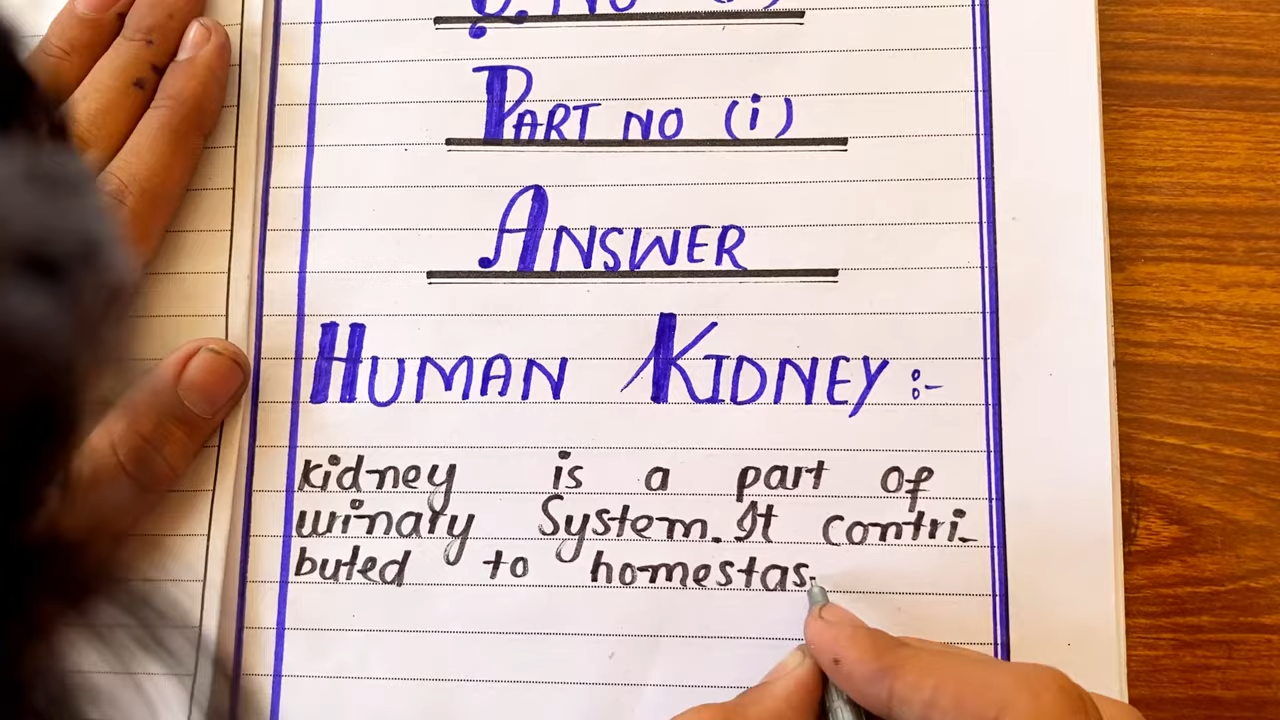 PART NO (i)
ANSWER
HUMAN KIDNEY :-
kidney is a part of
urinary System. It contri-
buted to homestas